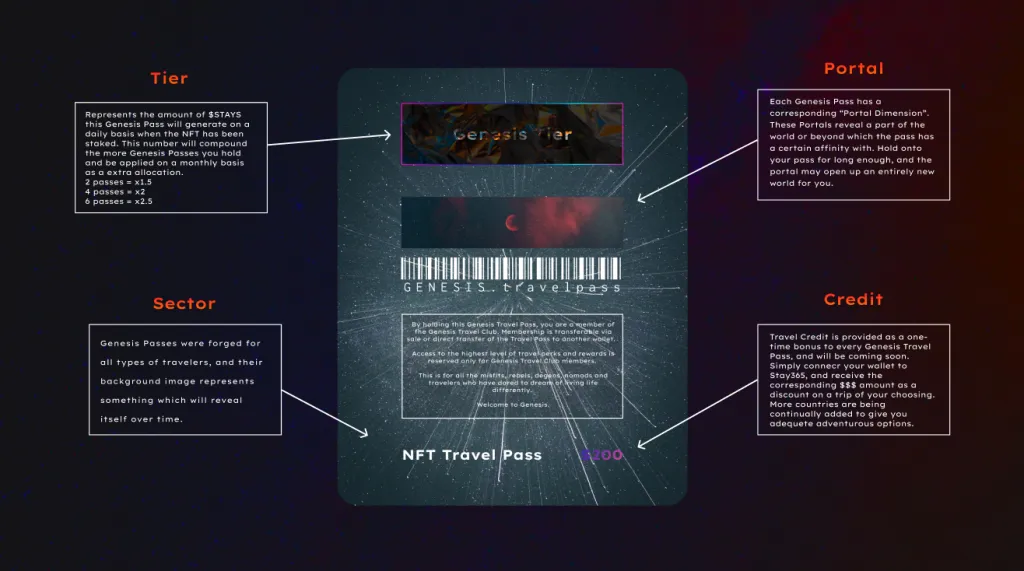 Tier
Represents the amount of $STAYS
this Genesis Pass will generate on a
daily basis when the NFT has been
staked. This number will compound
the more Genesis Passes you hold
and be applied on a monthly basis
as a extra allocation.
2 passes = x1.5
4 passes = x2
6 passes = x2.5
Sector
Genesis Passes were forged for
all types of travelers, and their
background image represents
something which will reveal
itself over time.
Genesis Tier
GENESIS.travelpass
By holding this Genesis Travel Pass, you are a member of
the Genesis Travel Club. Membership is transferable via
sale or direct transfer of the Travel Pass to another wallet.
Access to the highest level of travel perks and rewards is
reserved only for Genesis Travel Club members.
This is for all the misfits, rebels, degens, nomads and
travelers who have dared to dream of living life
differently.
Welcome to Genesis.
NFT Travel Pass
$200
Portal
Each Genesis Pass has a
corresponding “Portal Dimension”.
These Portals reveal a part of the
world or beyond which the pass has
a certain affinity with. Hold onto
your pass for long enough, and the
portal may open up an entirely new
world for you.
Credit
Travel Credit is provided as a one-
time bonus to every Genesis Travel
Pass, and will be coming soon.
Simply connecr your wallet to
Stay365, and receive the
corresponding $$$ amount as a
discount on a trip of your choosing.
More countries are being
continually added to give you
adequete adventurous options.